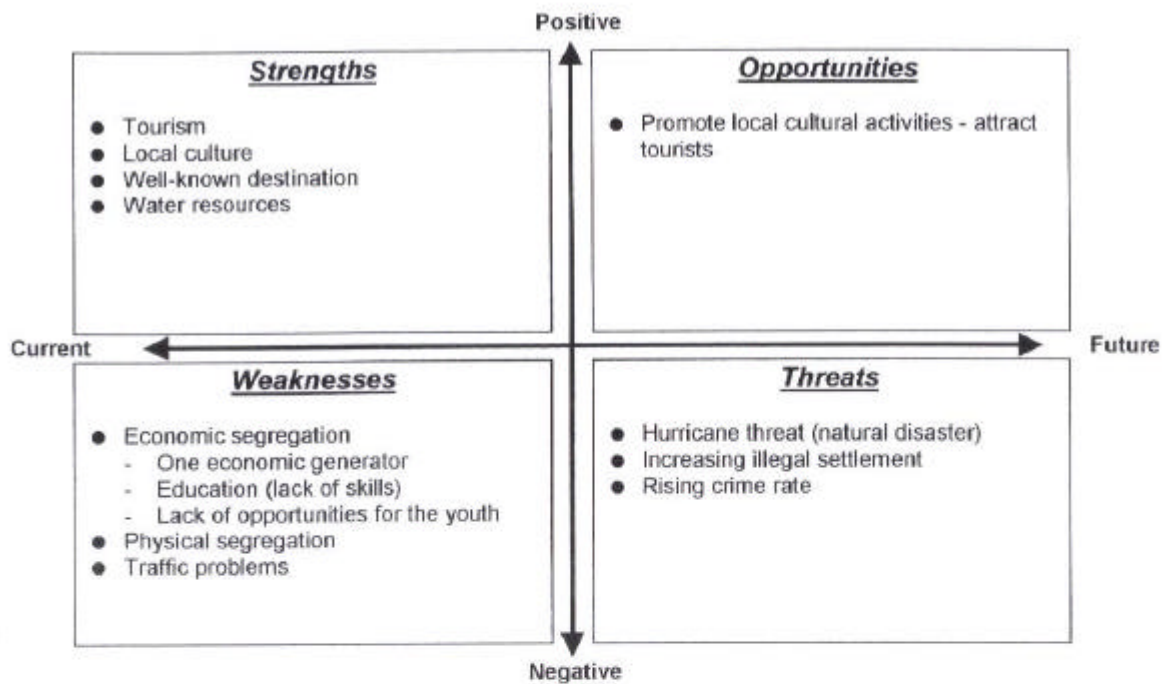 Positive
Strengths
● Tourism
● Local culture
● Well-known destination
● Water resources
Opportunities
● Promote local cultural activities - attract
tourists
Current
Future
Weaknesses
● Economic segregation
- One economic generator
- Education (lack of skills)
- Lack of opportunities for the youth
● Physical segregation
● Traffic problems
Threats
● Hurricane threat (natural disaster)
● Increasing illegal settlement
● Rising crime rate
Negative